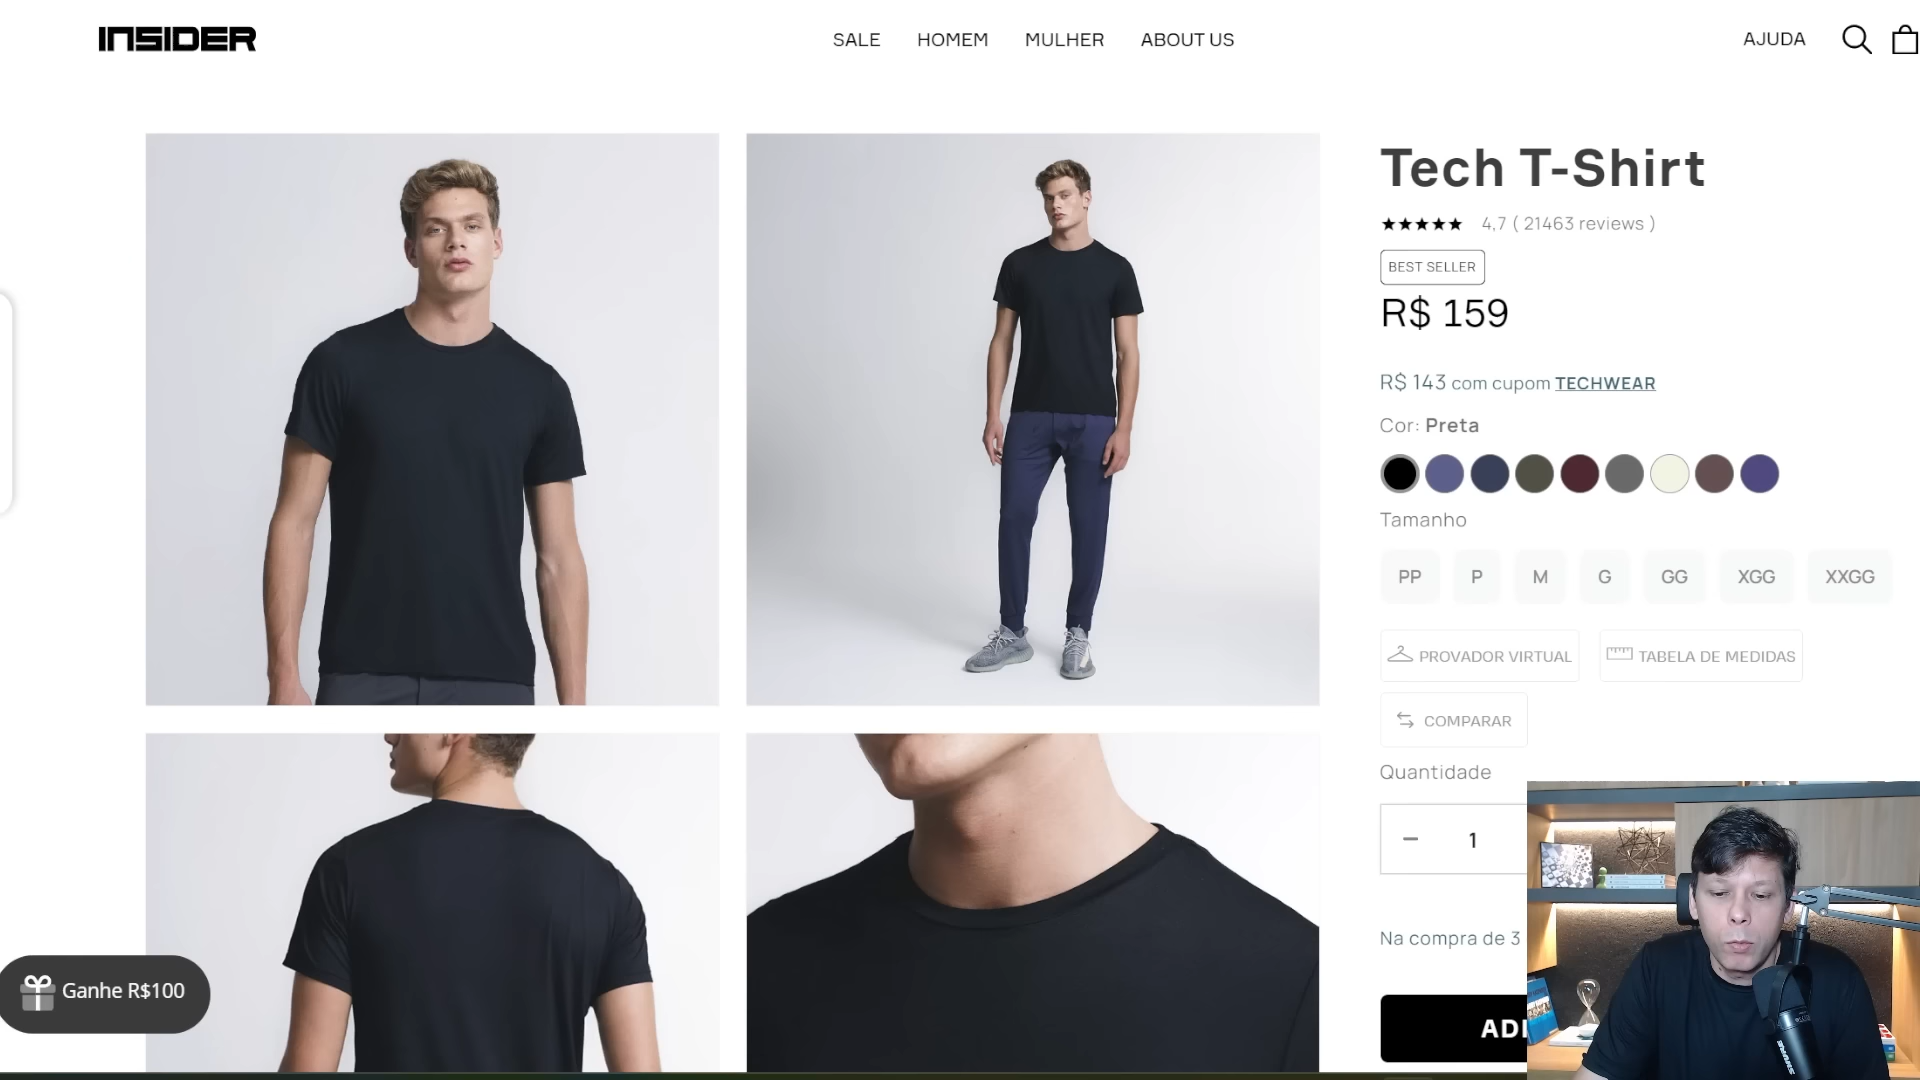 INSIDER
SALE HOMEM MULHER ABOUT US
AJUDA
Tech T-Shirt
4,7 ( 21463 reviews )
BEST SELLER
R$ 159
R$ 143 com cupom TECHWEAR
Cor: Preta
Tamanho
PP P M G GG XGG XXGG
PROVADOR VIRTUAL TABELA DE MEDIDAS
COMPARAR
Quantidade
1
Na compra de 3
Ganhe R$100
SHURE